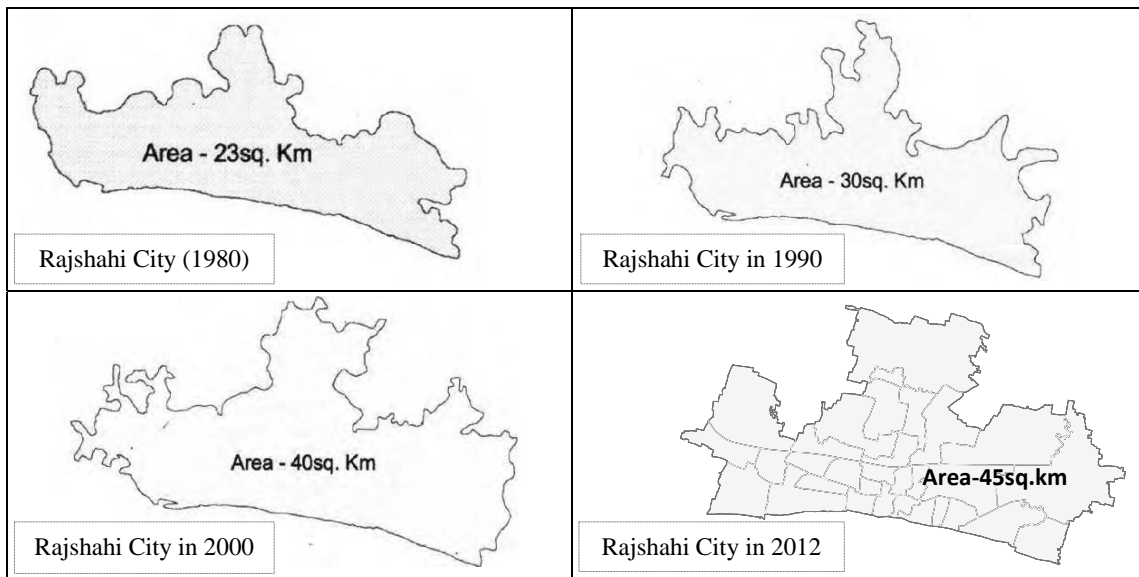 Area - 23sq. Km
Rajshahi City (1980)
Area - 30sq. Km
Rajshahi City in 1990
Area - 40sq. Km
Rajshahi City in 2000
Area-45sq.km
Rajshahi City in 2012